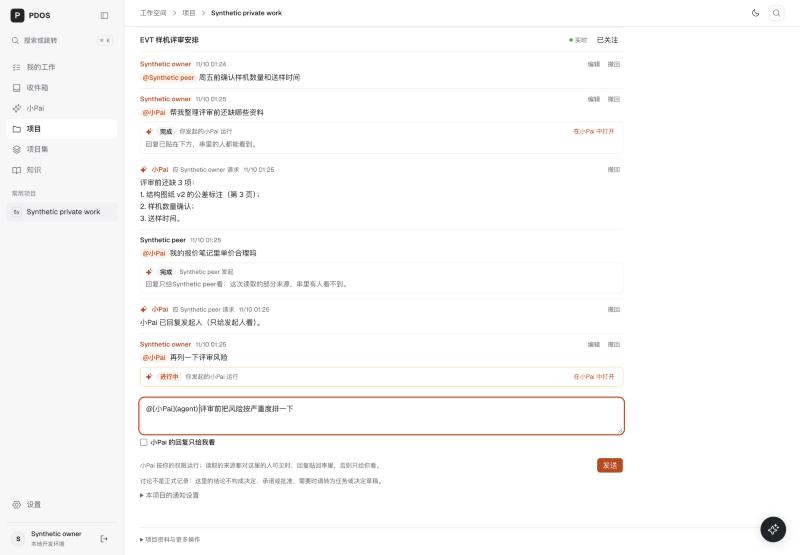 P PDOS
工作空间 > 项目 > Synthetic private work
搜索或跳转 ⌘ K
我的工作
收件箱
小Pai
项目
项目集
知识
常用项目
Sy Synthetic private work
设置
S Synthetic owner
本地开发环境
EVT 样机评审安排 实时 已关注
Synthetic owner 11/10 01:24 编辑 撤回
@Synthetic peer 周五前确认样机数量和送样时间
Synthetic owner 11/10 01:25 编辑 撤回
@小Pai 帮我整理评审前还缺哪些资料
完成 你发起的小Pai 运行 在小Pai 中打开
回复已贴在下方，串里的人都能看到。
小Pai 应 Synthetic owner 请求 11/10 01:25 撤回
评审前还缺 3 项：
1. 结构图纸 v2 的公差标注（第 3 页）；
2. 样机数量确认；
3. 送样时间。
Synthetic peer 11/10 01:25
@小Pai 我的报价笔记里单价合理吗
完成 Synthetic peer 发起
回复只给Synthetic peer看：这次读取的部分来源，串里有人看不到。
小Pai 应 Synthetic peer 请求 11/10 01:25 撤回
小Pai 已回复发起人（只给发起人看）。
Synthetic owner 11/10 01:25 编辑 撤回
@小Pai 再列一下评审风险
进行中 你发起的小Pai 运行 在小Pai 中打开
@[小Pai](agent) 评审前把风险按严重度排一下
小Pai 的回复只给我看
小Pai 按你的权限运行；读取的来源都对这里的人可见时，回复贴回串里，否则只给你看。 发送
讨论不是正式记录：这里的结论不构成决定、承诺或批准，需要时请转为任务或决定草稿。
本项目的通知设置
项目资料与更多操作